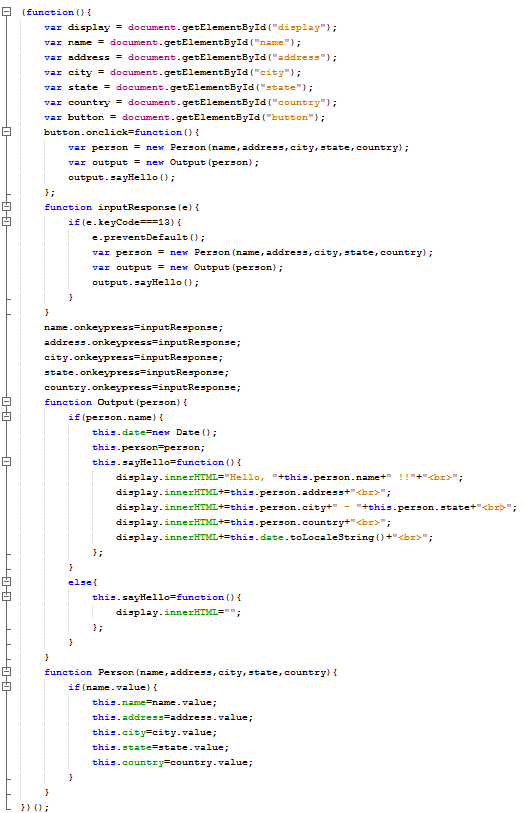 (function(){
var display = document.getElementById("display");
var name = document.getElementById("name");
var address = document.getElementById("address");
var city = document.getElementById("city");
var state = document.getElementById("state");
var country = document.getElementById("country");
var button = document.getElementById("button");
button.onclick=function(){
var person = new Person(name,address,city,state,country);
var output = new Output(person);
output.sayHello();
};
function inputResponse(e){
if(e.keyCode===13){
e.preventDefault();
var person = new Person(name,address,city,state,country);
var output = new Output(person);
output.sayHello();
}
}
name.onkeypress=inputResponse;
address.onkeypress=inputResponse;
city.onkeypress=inputResponse;
state.onkeypress=inputResponse;
country.onkeypress=inputResponse;
function Output(person){
if(person.name){
this.date=new Date();
this.person=person;
this.sayHello=function(){
display.innerHTML="Hello, "+this.person.name+" !!"+"<br>";
display.innerHTML+=this.person.address+"<br>";
display.innerHTML+=this.person.city+" - "+this.person.state+"<br>";
display.innerHTML+=this.person.country+"<br>";
display.innerHTML+=this.date.toLocaleString()+"<br>";
};
}
else{
this.sayHello=function(){
display.innerHTML="";
};
}
}
function Person(name,address,city,state,country){
if(name.value){
this.name=name.value;
this.address=address.value;
this.city=city.value;
this.state=state.value;
this.country=country.value;
}
}
})();